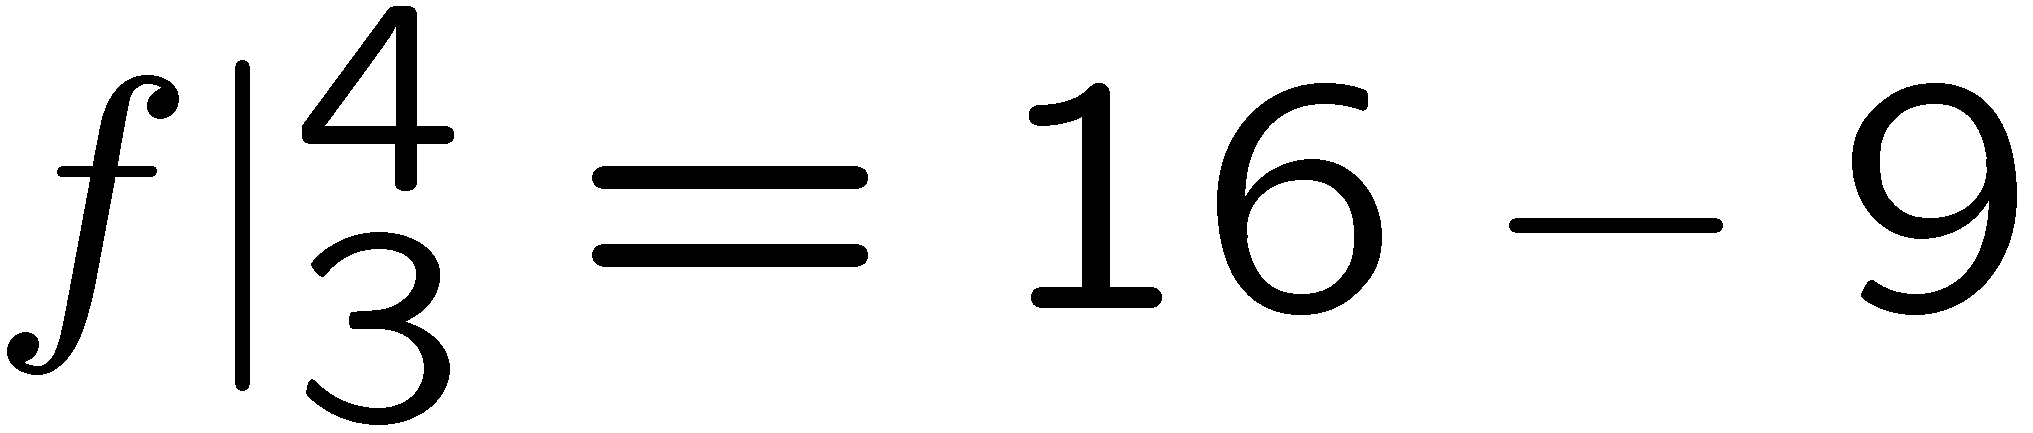 f|₃⁴ = 16 − 9